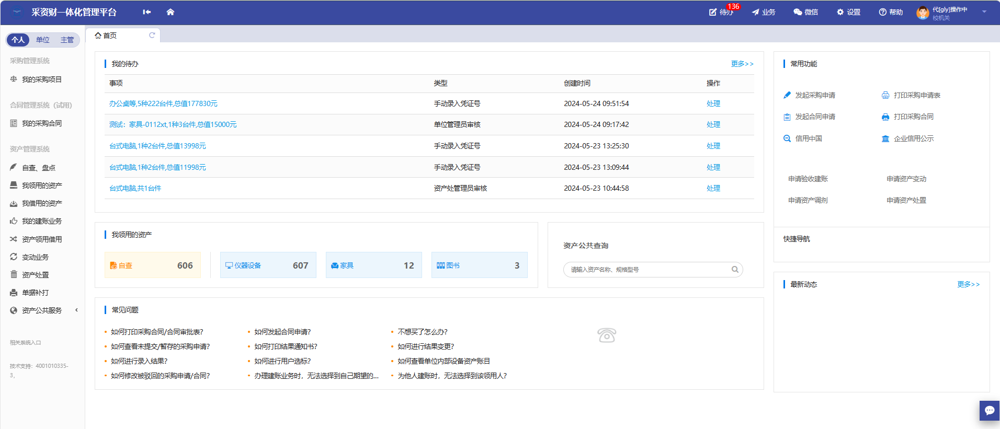 采资财一体化管理平台
待办 136
业务
微信
设置
帮助
代[gly]操作中
校机关
个人 单位 主管
首页
采购管理系统
我的采购项目
合同管理系统（试用）
我的采购合同
资产管理系统
自查、盘点
我领用的资产
我借用的资产
我的建账业务
资产领用借用
变动业务
资产处置
单据补打
资产公共服务
相关系统入口
技术支持：4001010335-
3,
我的待办 更多>>
事项 类型 创建时间 操作
办公桌等,5种222台件,总值177830元 手动录入凭证号 2024-05-24 09:51:54 处理
测试：家具-0112xt,1种3台件,总值15000元 单位管理员审核 2024-05-24 09:17:42 处理
台式电脑,1种2台件,总值13998元 手动录入凭证号 2024-05-23 13:25:30 处理
台式电脑,1种2台件,总值11998元 手动录入凭证号 2024-05-23 13:09:44 处理
台式电脑,共1台件 资产处管理员审核 2024-05-23 10:44:58 处理
我领用的资产
自查 606
仪器设备 607
家具 12
图书 3
资产公共查询
请输入资产名称、规格型号
常见问题
如何打印采购合同/合同审批表?
如何发起合同申请?
不想买了怎么办?
如何查看未提交/暂存的采购申请?
如何打印结果通知书?
如何进行结果变更?
如何进行录入结果?
如何进行用户选标?
如何查看单位内部设备资产账目
如何修改被驳回的采购申请/合同?
办理建账业务时，无法选择到自己期望的...
为他人建账时，无法选择到该领用人?
常用功能
发起采购申请 打印采购申请表
发起合同申请 打印采购合同
信用中国 企业信用公示
申请验收建账 申请资产变动
申请资产调剂 申请资产处置
快捷导航
最新动态 更多>>